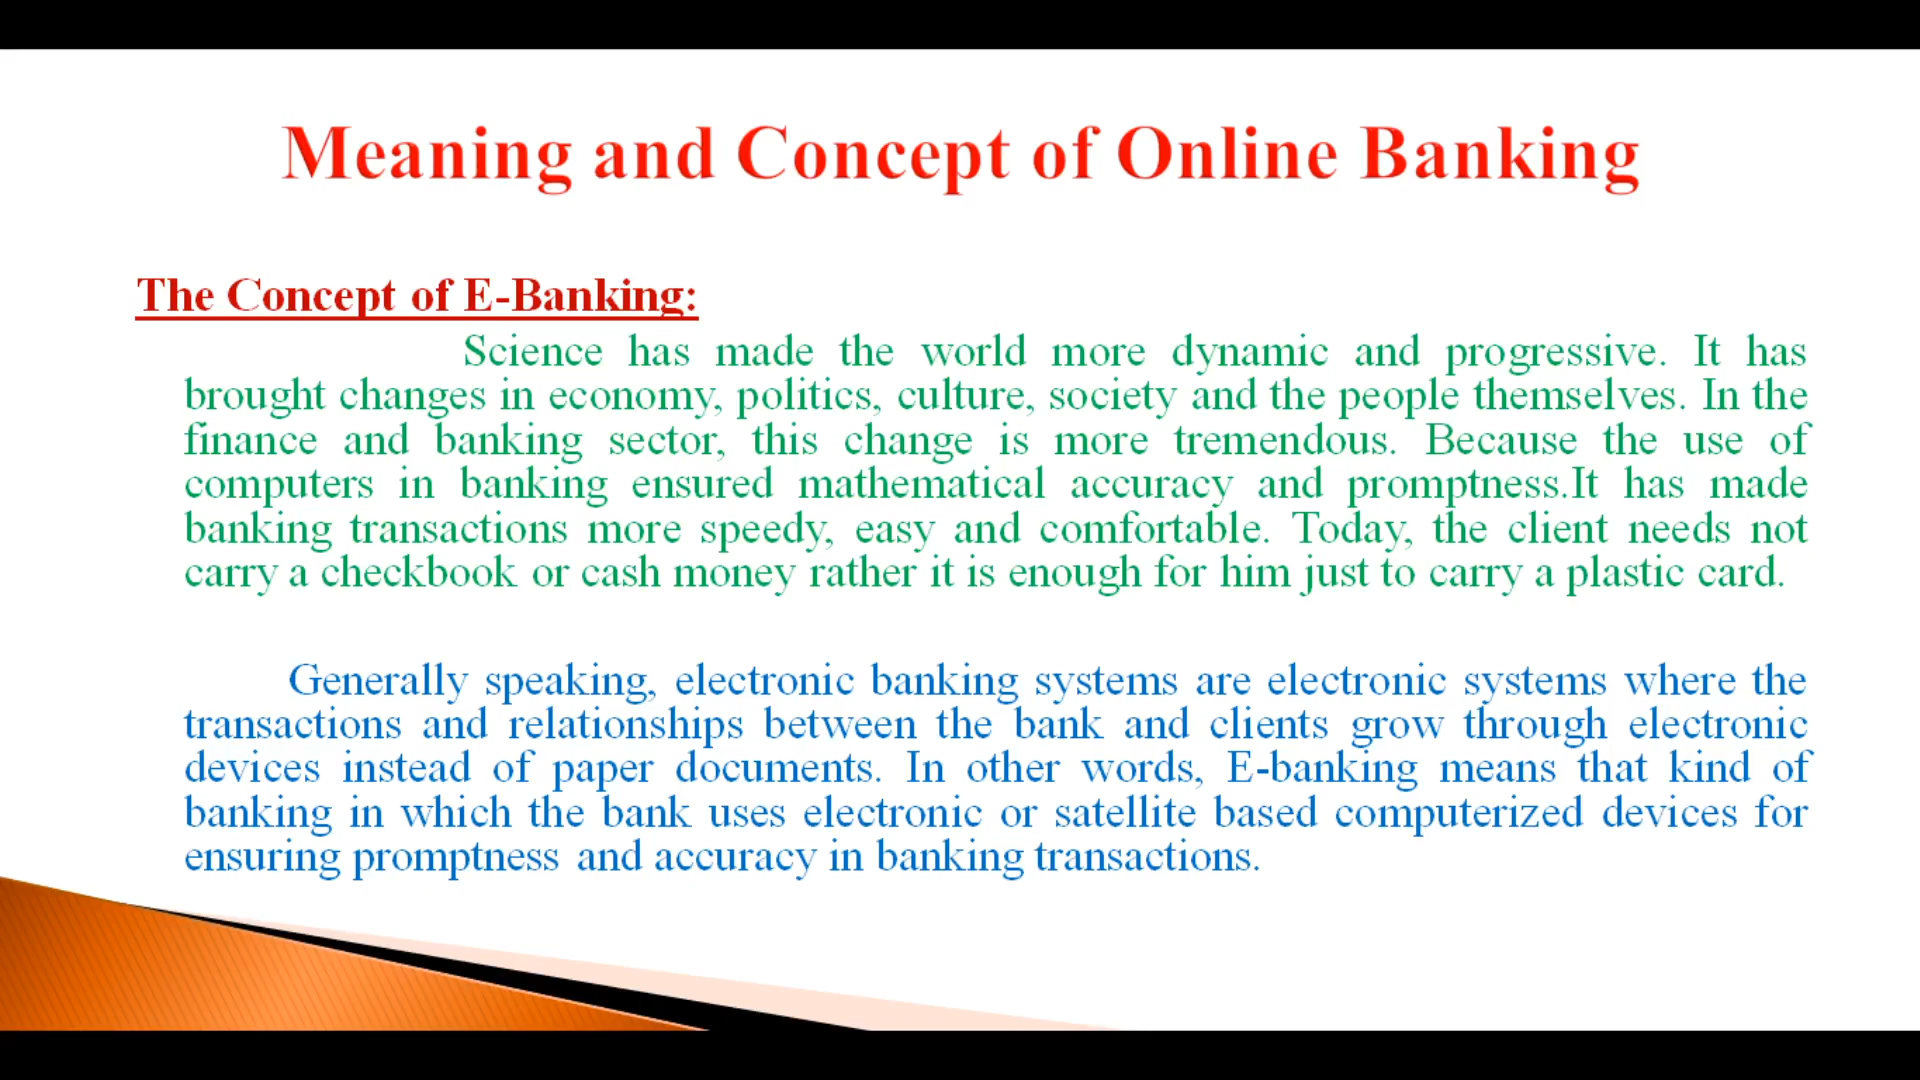 Meaning and Concept of Online Banking
The Concept of E-Banking:
Science has made the world more dynamic and progressive. It has
brought changes in economy, politics, culture, society and the people themselves. In the
finance and banking sector, this change is more tremendous. Because the use of
computers in banking ensured mathematical accuracy and promptness.It has made
banking transactions more speedy, easy and comfortable. Today, the client needs not
carry a checkbook or cash money rather it is enough for him just to carry a plastic card.
Generally speaking, electronic banking systems are electronic systems where the
transactions and relationships between the bank and clients grow through electronic
devices instead of paper documents. In other words, E-banking means that kind of
banking in which the bank uses electronic or satellite based computerized devices for
ensuring promptness and accuracy in banking transactions.